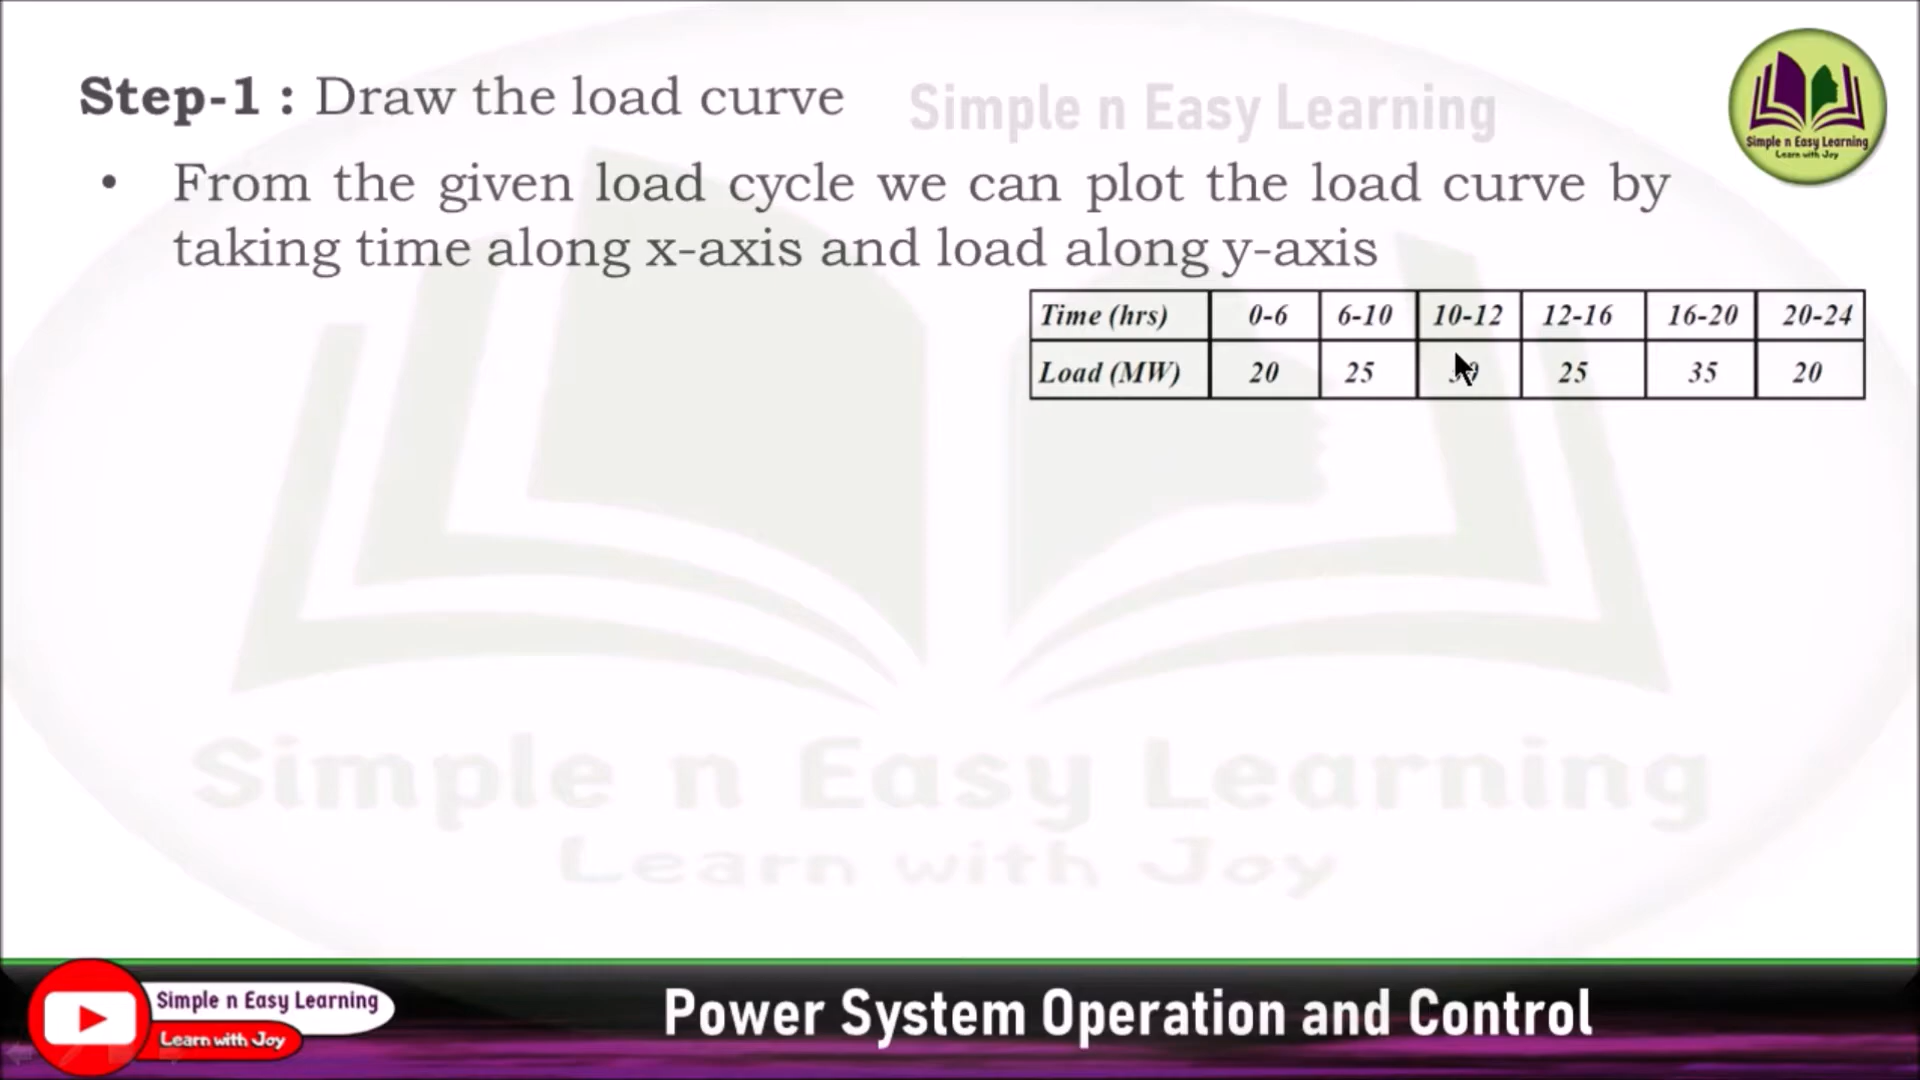 Step-1 : Draw the load curve
Simple n Easy Learning
Simple n Easy Learning
Learn with Joy
• From the given load cycle we can plot the load curve by
taking time along x-axis and load along y-axis
Time (hrs) 0-6 6-10 10-12 12-16 16-20 20-24
Load (MW) 20 25 25 35 20
Simple n Easy Learning
Learn with Joy
Simple n Easy Learning
Learn with Joy
Power System Operation and Control